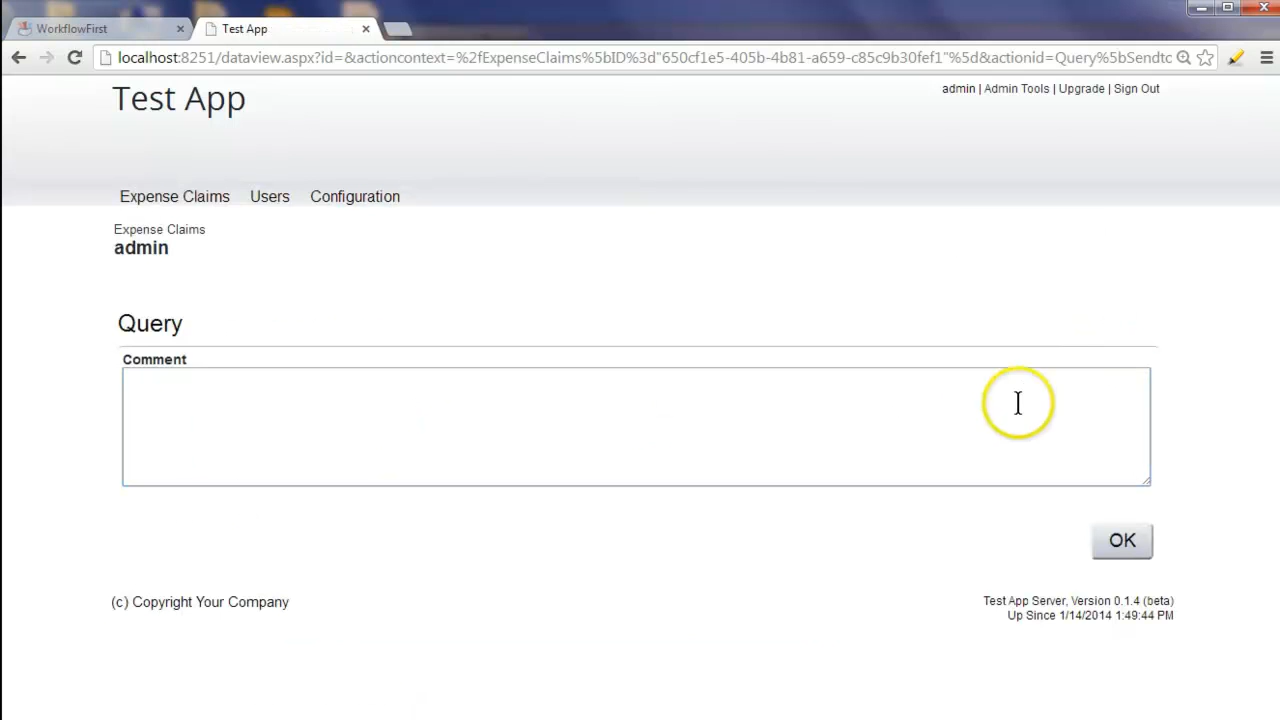 WorkflowFirst
Test App
localhost:8251/dataview.aspx?id=&actioncontext=%2fExpenseClaims%5bID%3d"650cf1e5-405b-4b81-a659-c85c9b30fef1"%5d&actionid=Query%5bSendtc
Test App
admin | Admin Tools | Upgrade | Sign Out
Expense Claims Users Configuration
Expense Claims
admin
Query
Comment
OK
(c) Copyright Your Company
Test App Server, Version 0.1.4 (beta)
Up Since 1/14/2014 1:49:44 PM